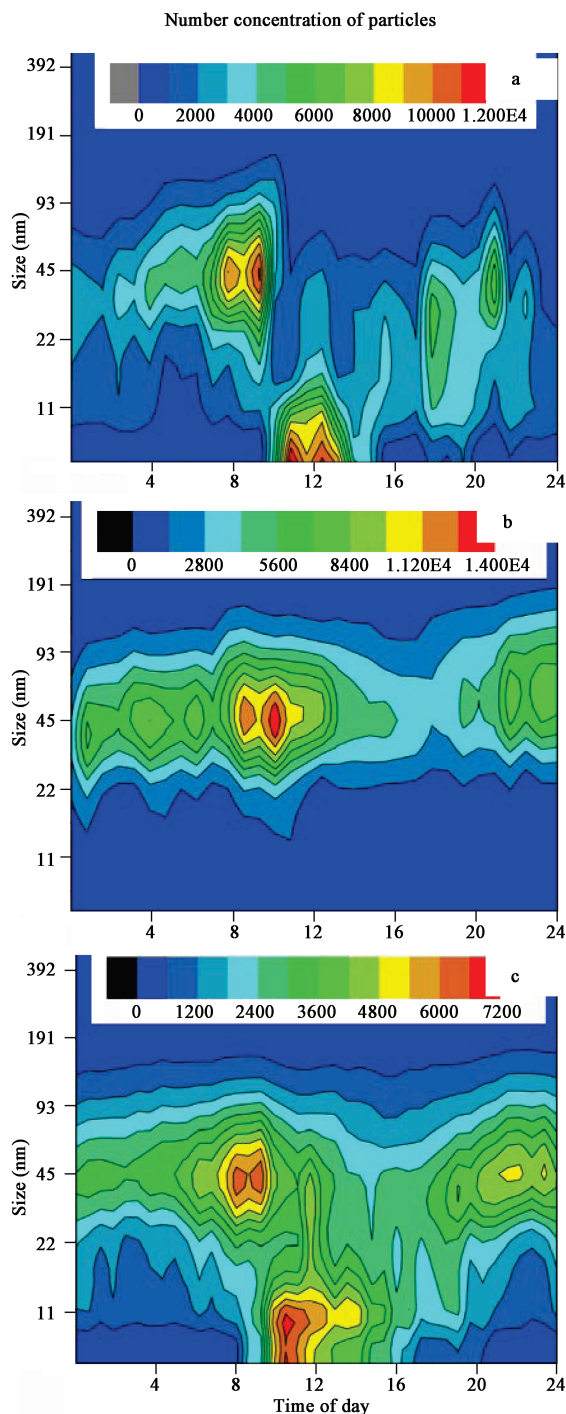 Number concentration of particles
a
0 2000 4000 6000 8000 10000 1.200E4
392
191
93
45
22
11
Size (nm)
4 8 12 16 20 24
b
0 2800 5600 8400 1.120E4 1.400E4
392
191
93
45
22
11
Size (nm)
4 8 12 16 20 24
c
0 1200 2400 3600 4800 6000 7200
392
191
93
45
22
11
Size (nm)
4 8 12 16 20 24
Time of day